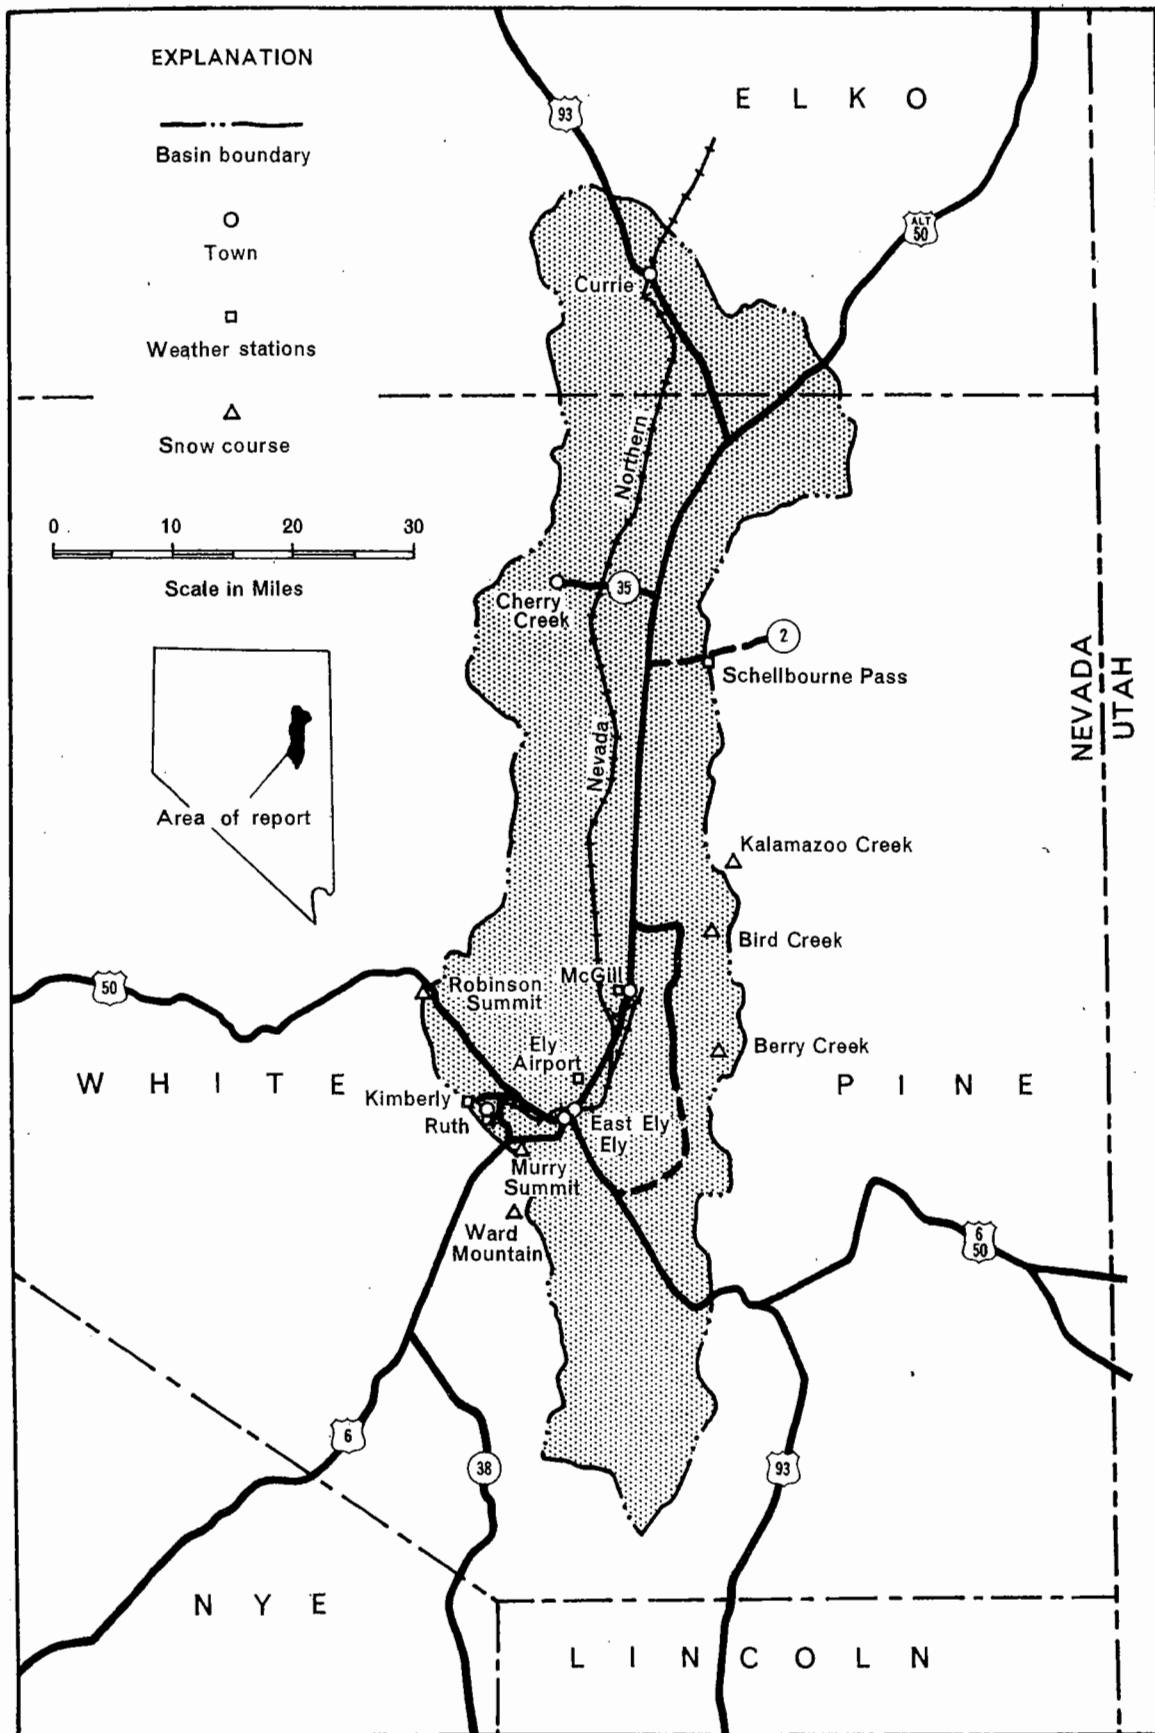 EXPLANATION
Basin boundary
Town
Weather stations
Snow course
0 10 20 30
Scale in Miles
Area of report
93
E L K O
ALT
50
Currie
Northern
35
Cherry
Creek
2
Schellbourne Pass
NEVADA
UTAH
Nevada
Kalamazoo Creek
Bird Creek
50
Robinson
Summit
McGill
Ely
Airport
Berry Creek
W H I T E
P I N E
Kimberly
Ruth
East Ely
Ely
Murry
Summit
Ward
Mountain
6
50
6
38
93
N Y E
L I N C O L N